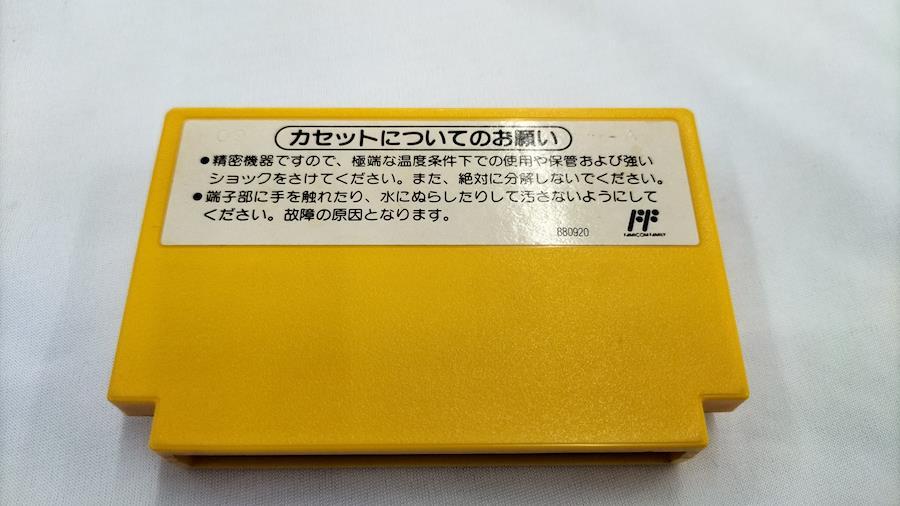 カセットについてのお願い
●精密機器ですので、極端な温度条件下での使用や保管および強い
ショックをさけてください。また、絶対に分解しないでください。
●端子部に手を触れたり、水にぬらしたりして汚さないようにして
ください。故障の原因となります。
880920
FF
FAMICOM FAMILY